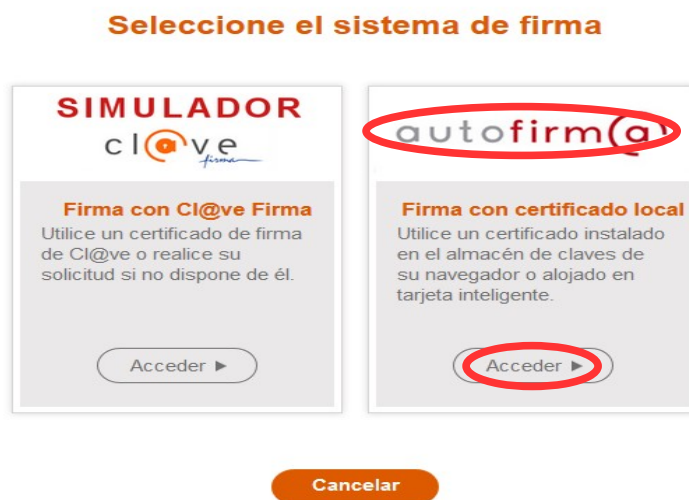 Seleccione el sistema de firma
SIMULADOR
cl@ve
firma
Firma con Cl@ve Firma
Utilice un certificado de firma
de Cl@ve o realice su
solicitud si no dispone de él.
Acceder ►
autofirm@
Firma con certificado local
Utilice un certificado instalado
en el almacén de claves de
su navegador o alojado en
tarjeta inteligente.
Acceder ►
Cancelar